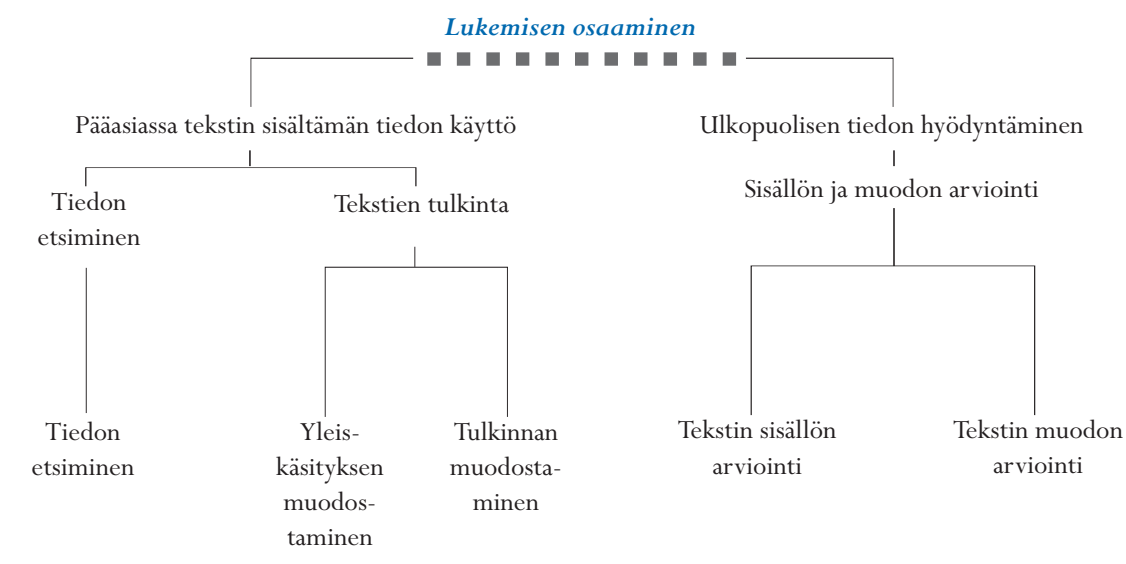 Lukemisen osaaminen
Pääasiassa tekstin sisältämän tiedon käyttö
Ulkopuolisen tiedon hyödyntäminen
Tiedon
etsiminen
Tekstien tulkinta
Sisällön ja muodon arviointi
Tiedon
etsiminen
Yleis-
käsityksen
muodos-
taminen
Tulkinnan
muodosta-
minen
Tekstin sisällön
arviointi
Tekstin muodon
arviointi